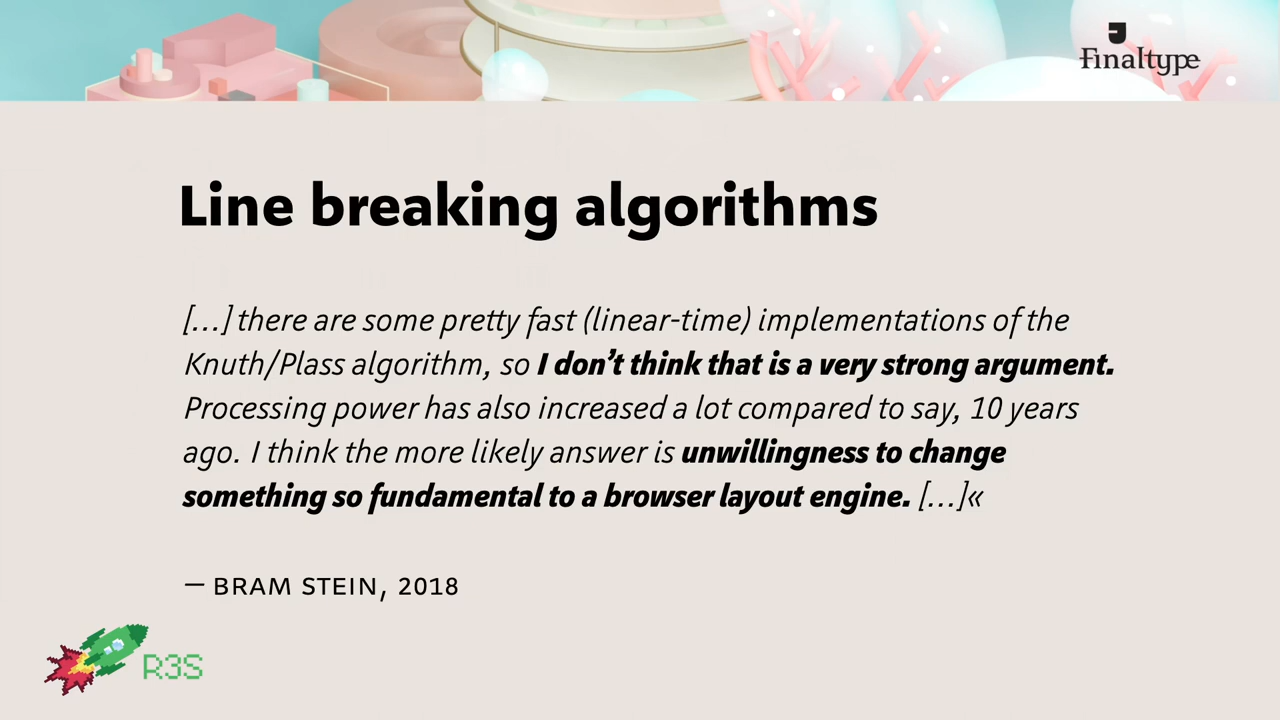 Finaltype
Line breaking algorithms
[…] there are some pretty fast (linear-time) implementations of the
Knuth/Plass algorithm, so I don’t think that is a very strong argument.
Processing power has also increased a lot compared to say, 10 years
ago. I think the more likely answer is unwillingness to change
something so fundamental to a browser layout engine. […]«
— BRAM STEIN, 2018
R3S